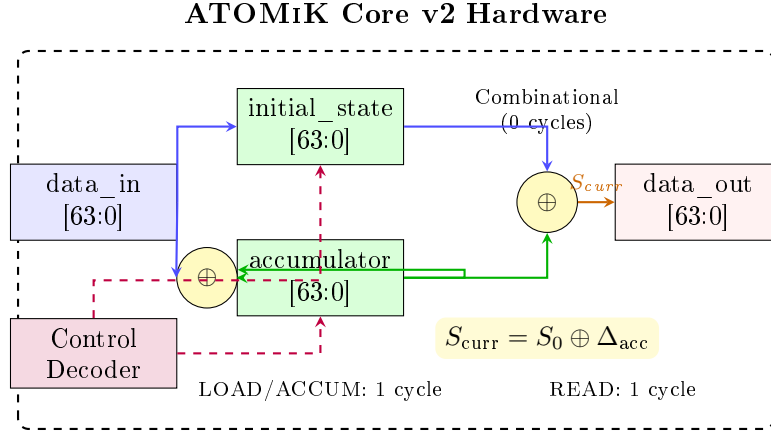 ATOMiK Core v2 Hardware
initial_state
[63:0]
Combinational
(0 cycles)
data_in
[63:0]
⊕
S_curr
data_out
[63:0]
⊕
accumulator
[63:0]
Control
Decoder
S_curr = S_0 ⊕ Δ_acc
LOAD/ACCUM: 1 cycle
READ: 1 cycle